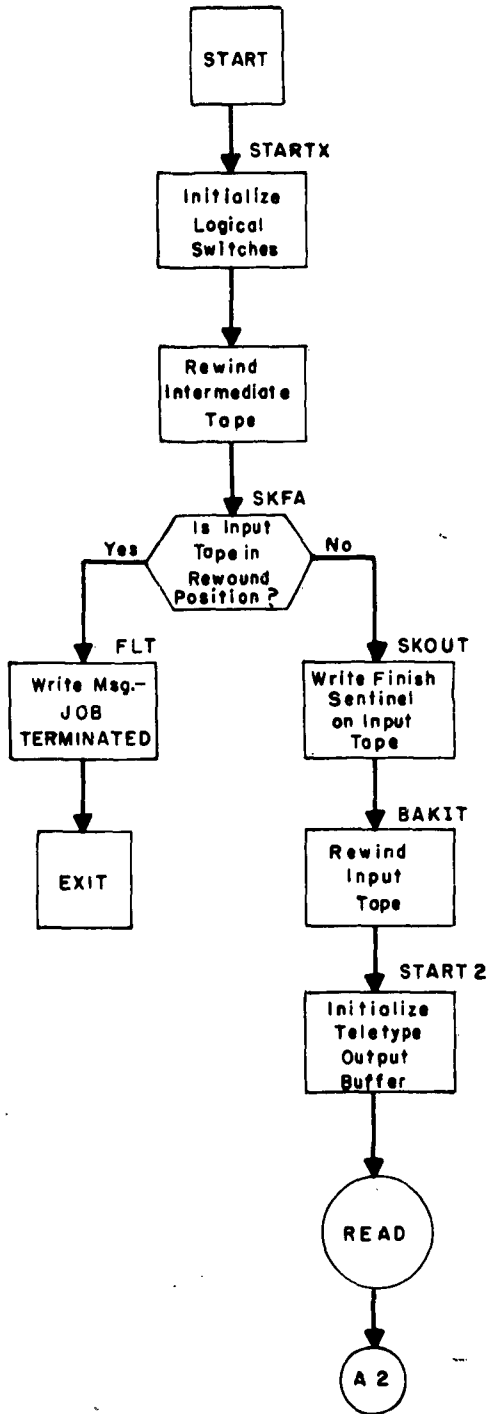 START
STARTX
Initialize
Logical
Switches
Rewind
Intermediate
Tape
SKFA
Is Input
Tape in
Rewound
Position?
Yes
No
FLT
Write Msg.-
JOB
TERMINATED
EXIT
SKOUT
Write Finish
Sentinel
on Input
Tape
BAKIT
Rewind
Input
Tape
START 2
Initialize
Teletype
Output
Buffer
READ
A 2